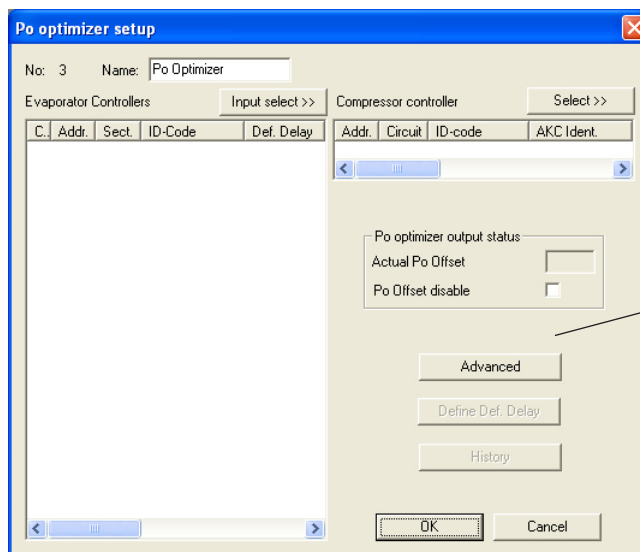 Po optimizer setup
No: 3 Name: Po Optimizer
Evaporator Controllers Input select >> Compressor controller Select >>
C.. Addr. Sect. ID-Code Def. Delay Addr. Circuit ID-code AKC Ident.
Po optimizer output status
Actual Po Offset
Po Offset disable
Advanced
Define Def. Delay
History
OK Cancel